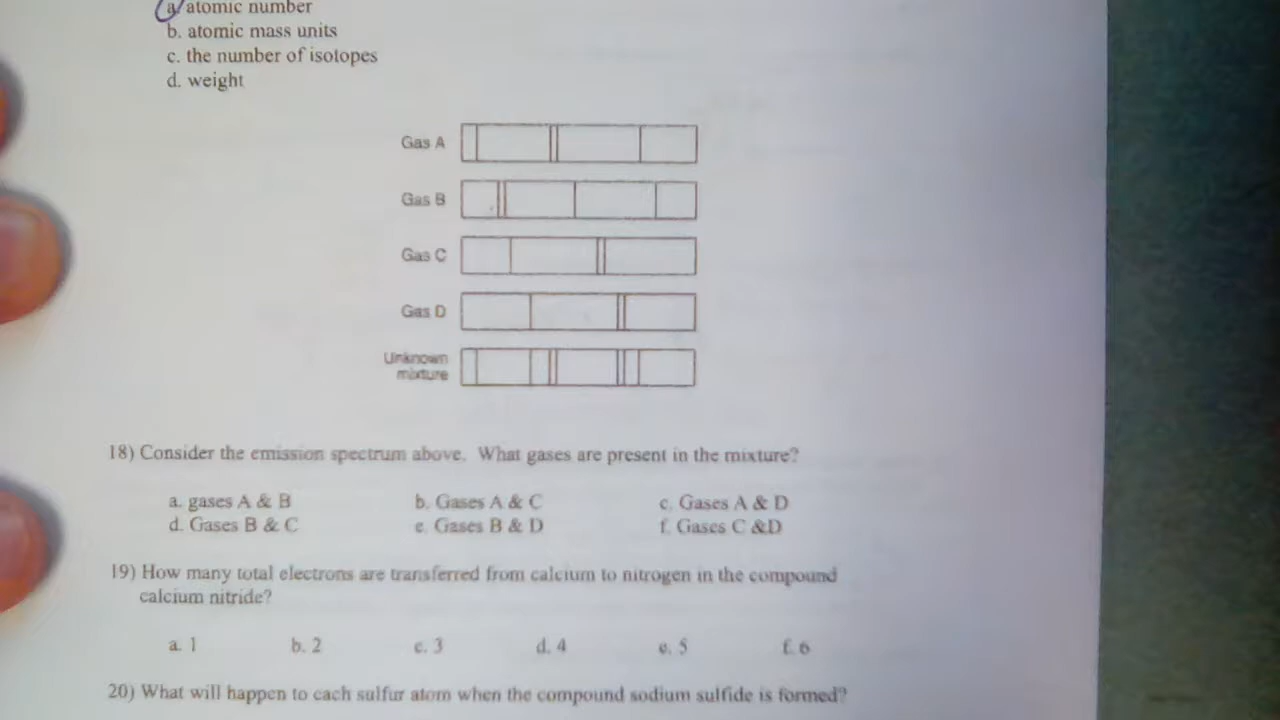 a. atomic number
b. atomic mass units
c. the number of isotopes
d. weight
Gas A
Gas B
Gas C
Gas D
Unknown
mixture
18) Consider the emission spectrum above. What gases are present in the mixture?
a. gases A & B b. Gases A & C c. Gases A & D
d. Gases B & C e. Gases B & D f. Gases C &D
19) How many total electrons are transferred from calcium to nitrogen in the compound
calcium nitride?
a. 1 b. 2 c. 3 d. 4 e. 5 f. 6
20) What will happen to each sulfur atom when the compound sodium sulfide is formed?